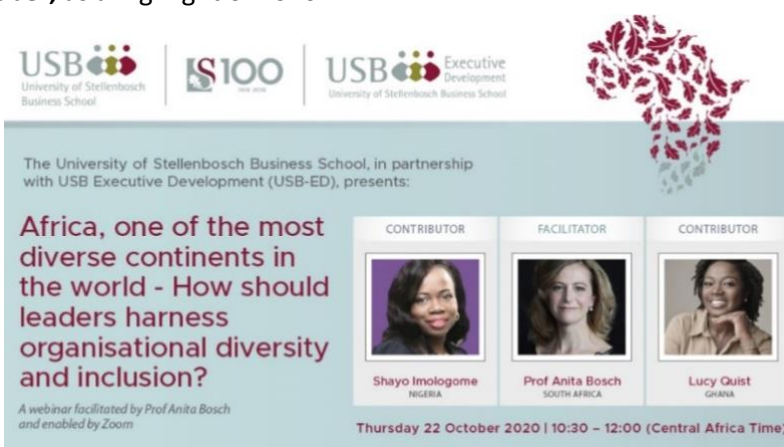 USB
University of Stellenbosch
Business School
S100
USB
Executive
Development
University of Stellenbosch Business School
The University of Stellenbosch Business School, in partnership
with USB Executive Development (USB-ED), presents:
Africa, one of the most
diverse continents in
the world - How should
leaders harness
organisational diversity
and inclusion?
A webinar facilitated by Prof Anita Bosch
and enabled by Zoom
CONTRIBUTOR
Shayo Imologome
NIGERIA
FACILITATOR
Prof Anita Bosch
SOUTH AFRICA
CONTRIBUTOR
Lucy Quist
GHANA
Thursday 22 October 2020 | 10:30 – 12:00 (Central Africa Time)